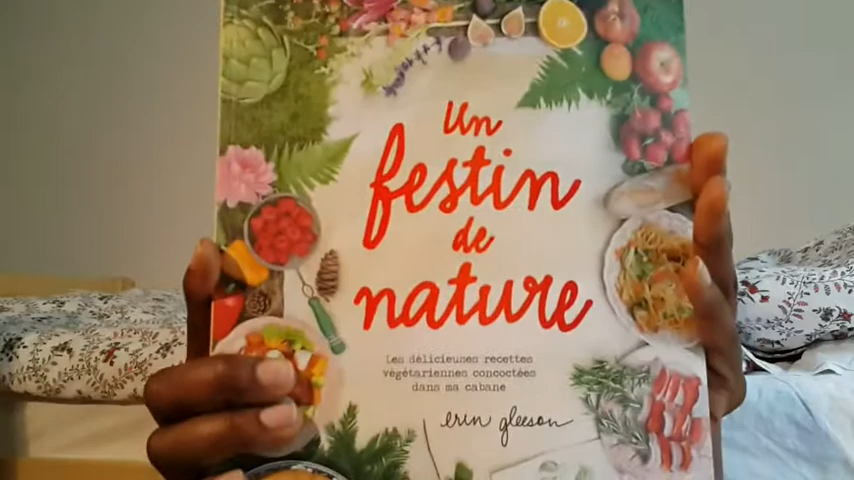 un
festin
de
nature
Les délicieuses recettes
végétariennes concoctées
dans ma cabane
erin gleeson